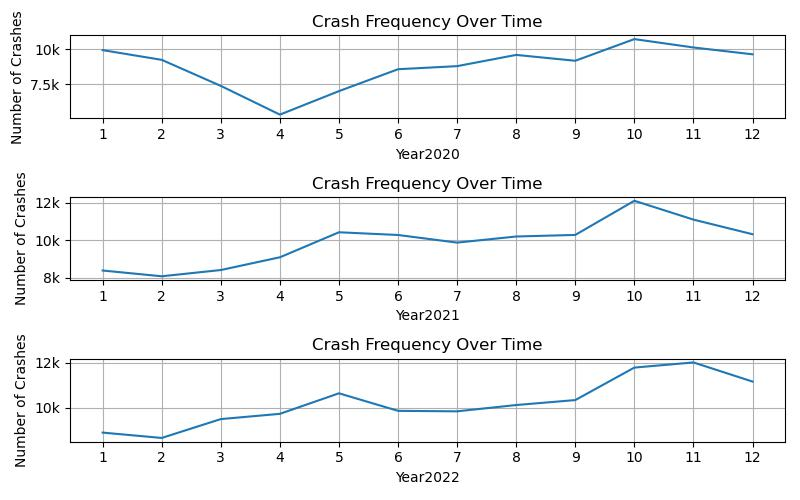 Crash Frequency Over Time
Number of Crashes
10k
7.5k
1 2 3 4 5 6 7 8 9 10 11 12
Year2020
Crash Frequency Over Time
Number of Crashes
12k
10k
8k
1 2 3 4 5 6 7 8 9 10 11 12
Year2021
Crash Frequency Over Time
Number of Crashes
12k
10k
1 2 3 4 5 6 7 8 9 10 11 12
Year2022